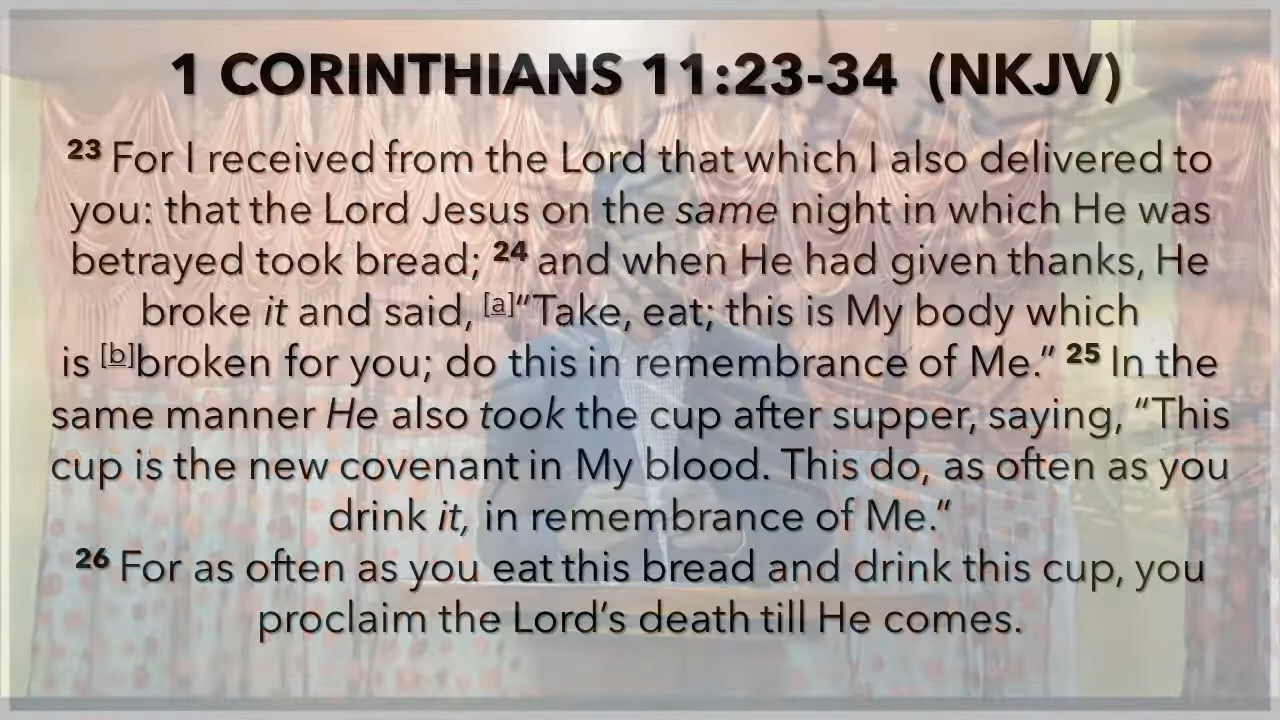 1 CORINTHIANS 11:23-34 (NKJV)
23 For I received from the Lord that which I also delivered to
you: that the Lord Jesus on the same night in which He was
betrayed took bread; 24 and when He had given thanks, He
broke it and said, [a]“Take, eat; this is My body which
is [b]broken for you; do this in remembrance of Me.” 25 In the
same manner He also took the cup after supper, saying, “This
cup is the new covenant in My blood. This do, as often as you
drink it, in remembrance of Me.”
26 For as often as you eat this bread and drink this cup, you
proclaim the Lord’s death till He comes.